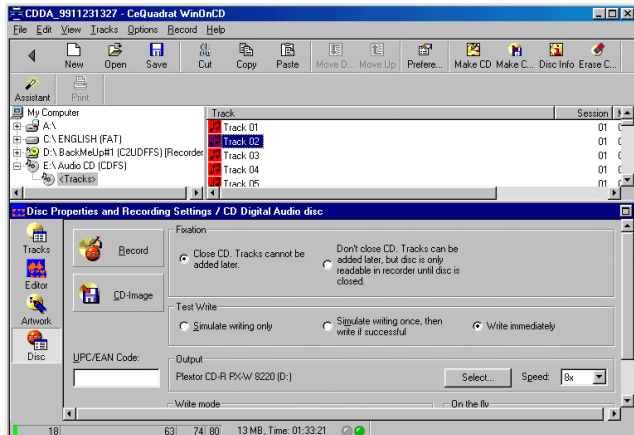 CDDA_9911231327 - CeQuadrat WinOnCD
File Edit View Tracks Options Record Help
New Open Save Cut Copy Paste Move D... Move Up Prefere... Make CD Make C... Disc Info Erase C...
Assistant Print
My Computer
A:\
C:\ ENGLISH (FAT)
D:\ BackMeUp#1 (C2UDFFS) [Recorder
E:\ Audio CD (CDFS)
<Tracks>
Track Session
Track 01 01
Track 02 01
Track 03 01
Track 04 01
Track 05 01
Disc Properties and Recording Settings / CD Digital Audio disc
Tracks
Editor
Artwork
Disc
Record
CD-Image
UPC/EAN Code:
Fixation
Close CD. Tracks cannot be
added later.
Don't close CD. Tracks can be
added later, but disc is only
readable in recorder until disc is
closed.
Test Write
Simulate writing only
Simulate writing once, then
write if successful
Write immediately
Output
Plextor CD-R PX-W 8220 (D:)
Select...
Speed: 8x
Write mode
On the fly
18 63 74 80 13 MB, Time: 01:33:21